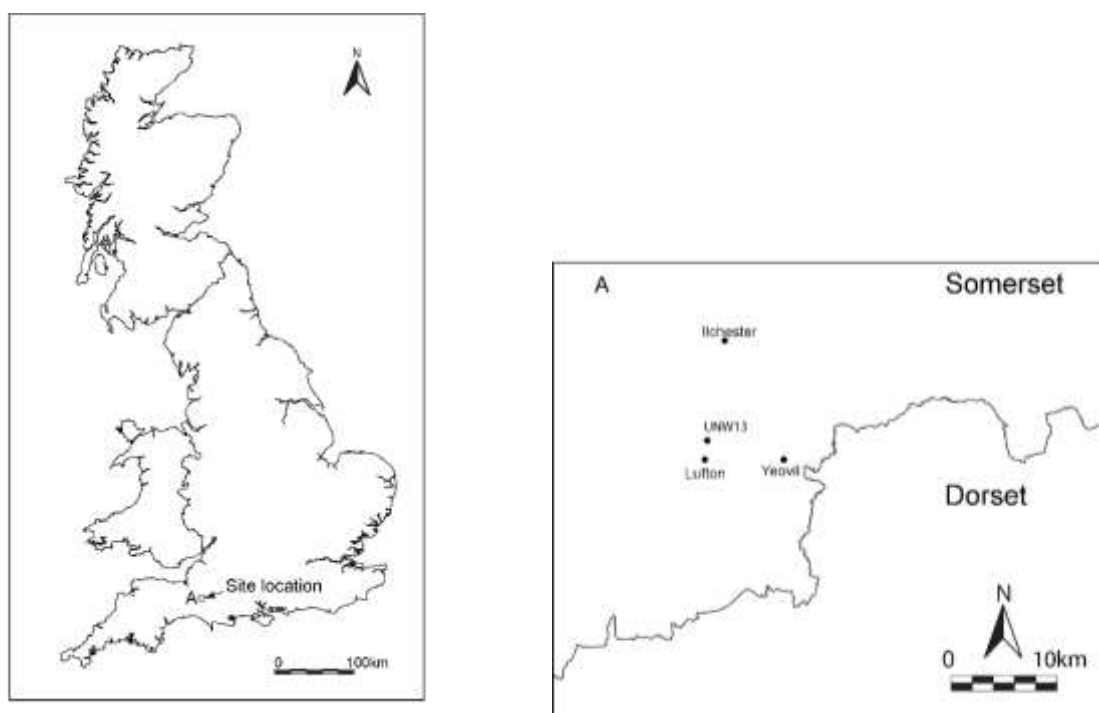 N
A
Site location
0 100km
A
Somerset
Ilchester
UNW13
Lufton
Yeovil
Dorset
N
0 10km